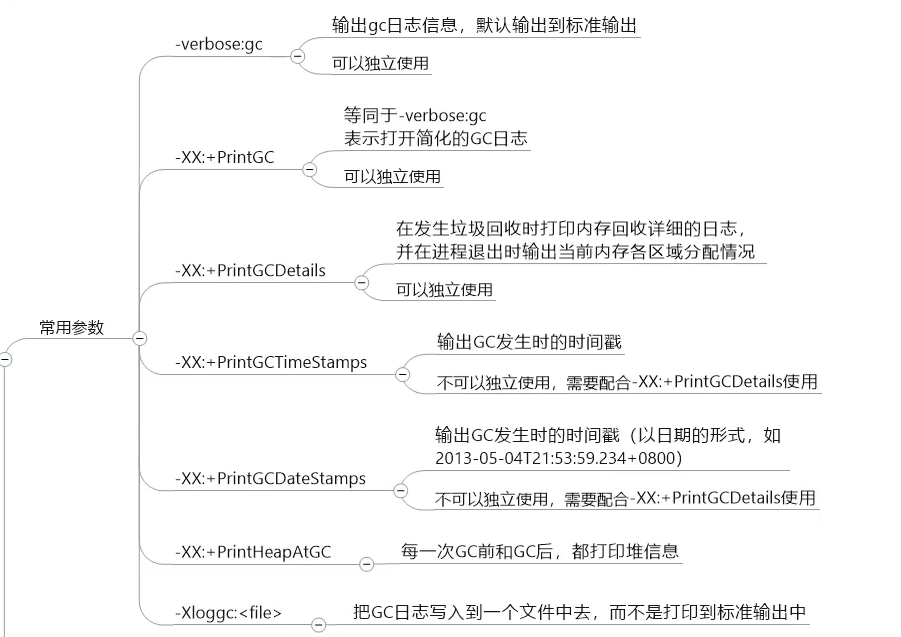 -verbose:gc
输出gc日志信息，默认输出到标准输出
可以独立使用
-XX:+PrintGC
等同于-verbose:gc
表示打开简化的GC日志
可以独立使用
-XX:+PrintGCDetails
在发生垃圾回收时打印内存回收详细的日志，
并在进程退出时输出当前内存各区域分配情况
可以独立使用
常用参数
-XX:+PrintGCTimeStamps
输出GC发生时的时间戳
不可以独立使用，需要配合-XX:+PrintGCDetails使用
-XX:+PrintGCDateStamps
输出GC发生时的时间戳（以日期的形式，如
2013-05-04T21:53:59.234+0800）
不可以独立使用，需要配合-XX:+PrintGCDetails使用
-XX:+PrintHeapAtGC
每一次GC前和GC后，都打印堆信息
-Xloggc:<file>
把GC日志写入到一个文件中去，而不是打印到标准输出中